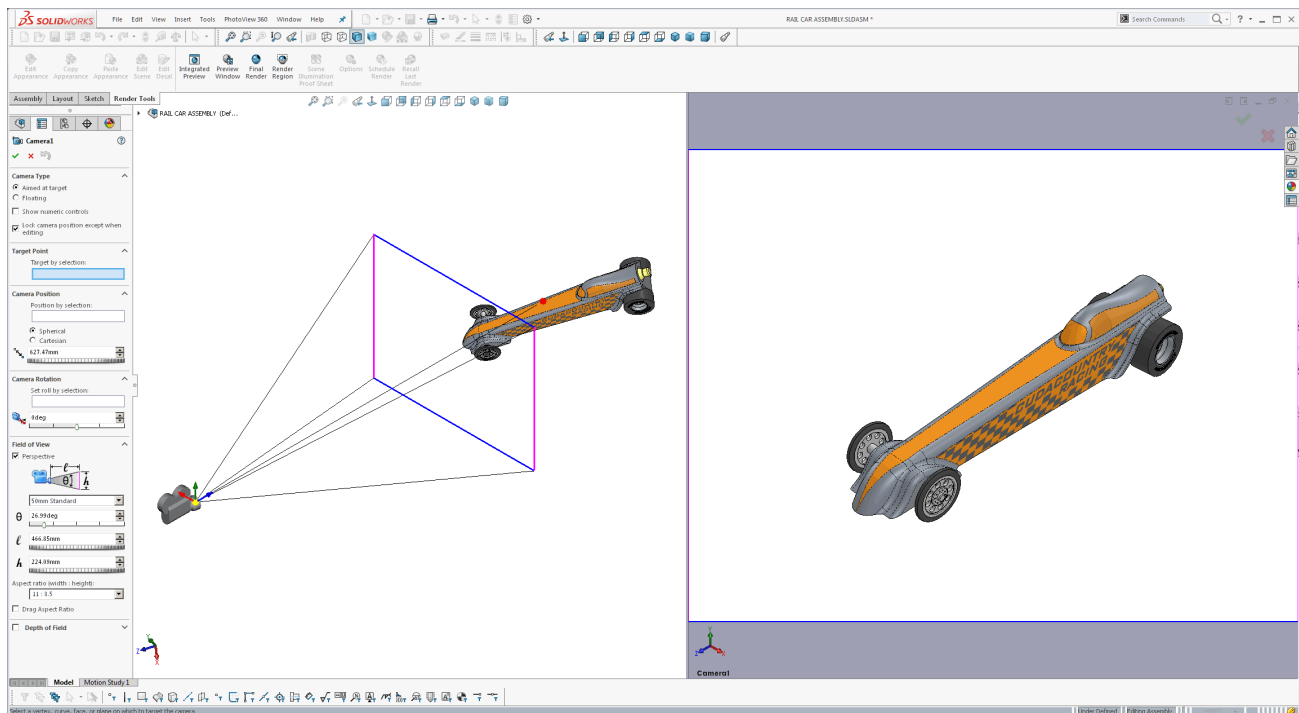 SOLIDWORKS File Edit View Insert Tools PhotoView 360 Window Help RAIL CAR ASSEMBLY.SLDASM * Search Commands ?
Edit Appearance Copy Appearance Paste Appearance Edit Scene Edit Decal Integrated Preview Preview Window Final Render Render Region Scene Illumination Proof Sheet Options Schedule Render Recall Last Render
Assembly Layout Sketch Render Tools
RAIL CAR ASSEMBLY (Def...
Camera1
Camera Type
Aimed at target
Floating
Show numeric controls
Lock camera position except when
editing
Target Point
Target by selection:
Camera Position
Position by selection:
Spherical
Cartesian
627.47mm
Camera Rotation
Set roll by selection:
0deg
Field of View
Perspective
ℓ
θ h
50mm Standard
θ 26.99deg
ℓ 466.85mm
h 224.09mm
Aspect ratio (width : height):
11 : 8.5
Drag Aspect Ratio
Depth of Field
CUDACOUNTRY
RACING
Y
Z X
Y
Z X
Camera1
Model Motion Study 1
Select a vertex, curve, face, or plane on which to target the camera. Under Defined Editing Assembly